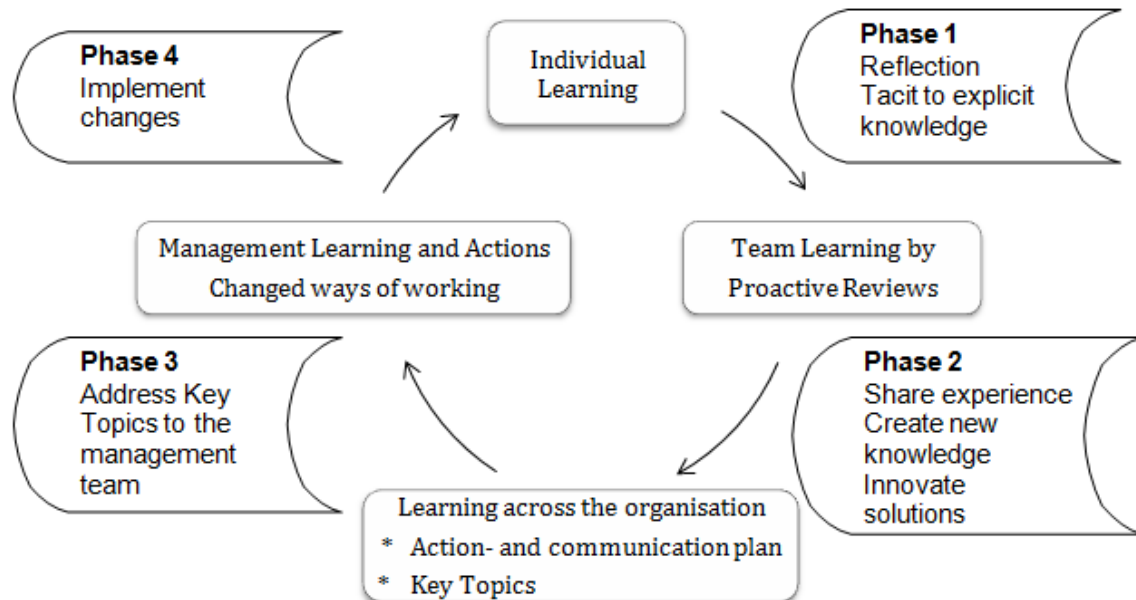 Phase 4
Implement
changes
Individual
Learning
Phase 1
Reflection
Tacit to explicit
knowledge
Management Learning and Actions
Changed ways of working
Team Learning by
Proactive Reviews
Phase 3
Address Key
Topics to the
management
team
Phase 2
Share experience
Create new
knowledge
Innovate
solutions
Learning across the organisation
* Action- and communication plan
* Key Topics